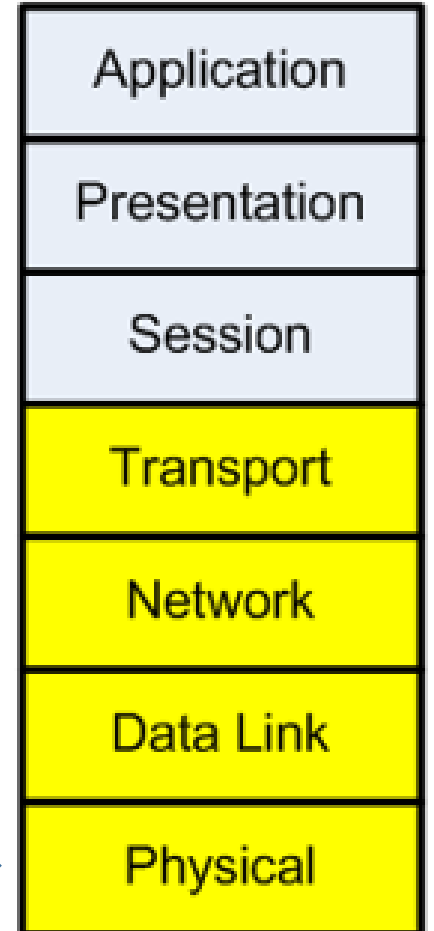 Application
Presentation
Session
Transport
Network
Data Link
Physical